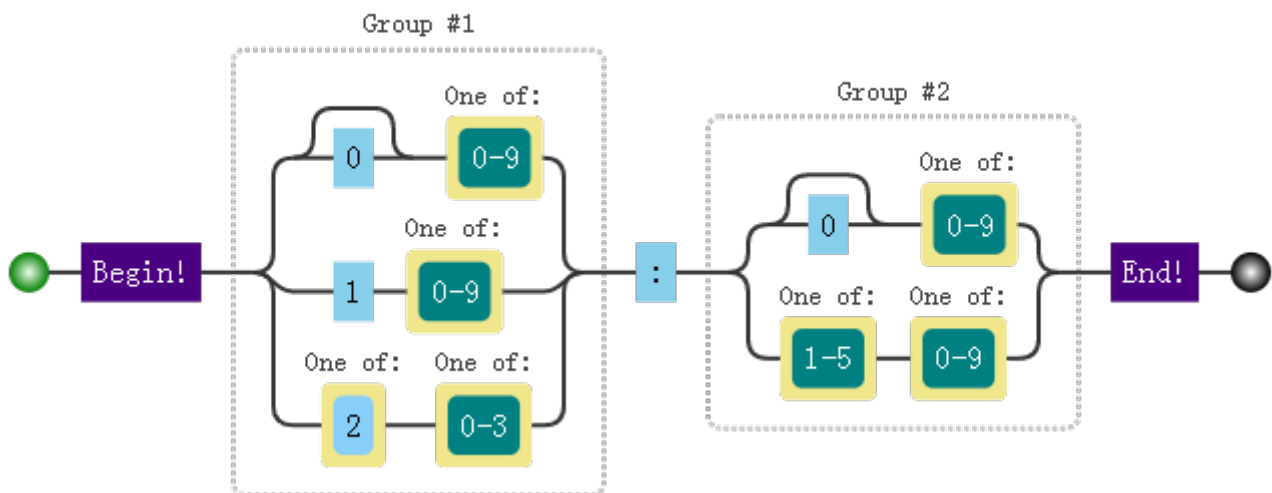 Group #1
One of:
0
0-9
Begin!
One of:
1
0-9
One of:
One of:
2
0-3
:
Group #2
One of:
0
0-9
One of:
One of:
1-5
0-9
End!